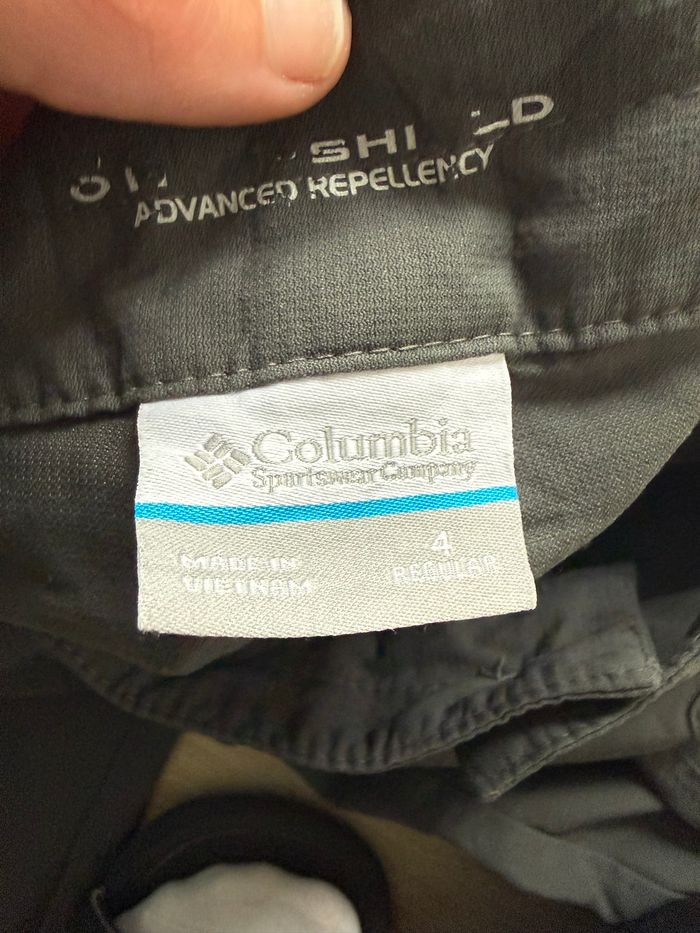 ADVANCED REPELLENCY
Columbia
Sportswear Company
MADE IN
VIETNAM
4
REGULAR